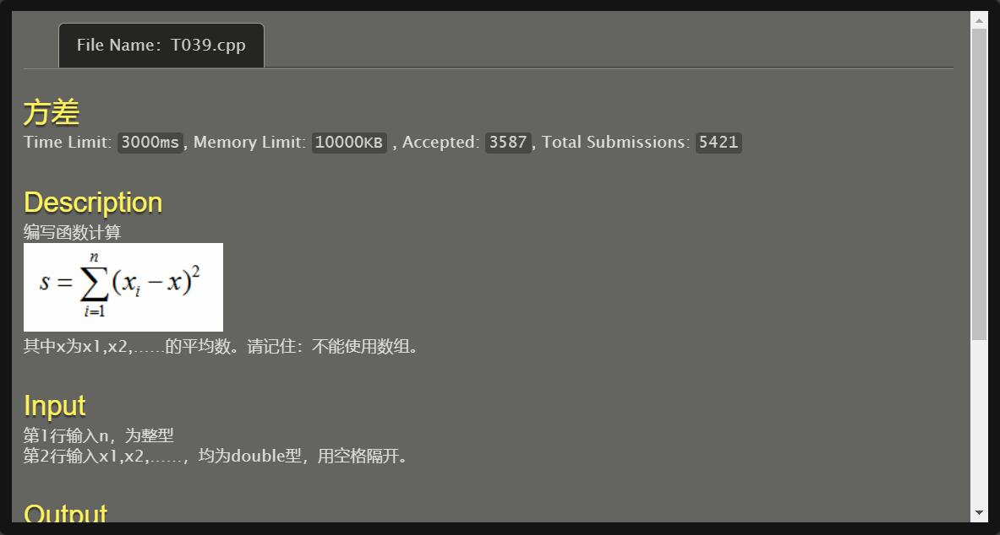 File Name：T039.cpp
方差
Time Limit: 3000ms, Memory Limit: 10000KB , Accepted: 3587, Total Submissions: 5421
Description
编写函数计算
s = \sum_{i=1}^{n} (x_i - x)^2
其中x为x1,x2,……的平均数。请记住：不能使用数组。
Input
第1行输入n，为整型
第2行输入x1,x2,……，均为double型，用空格隔开。
Output